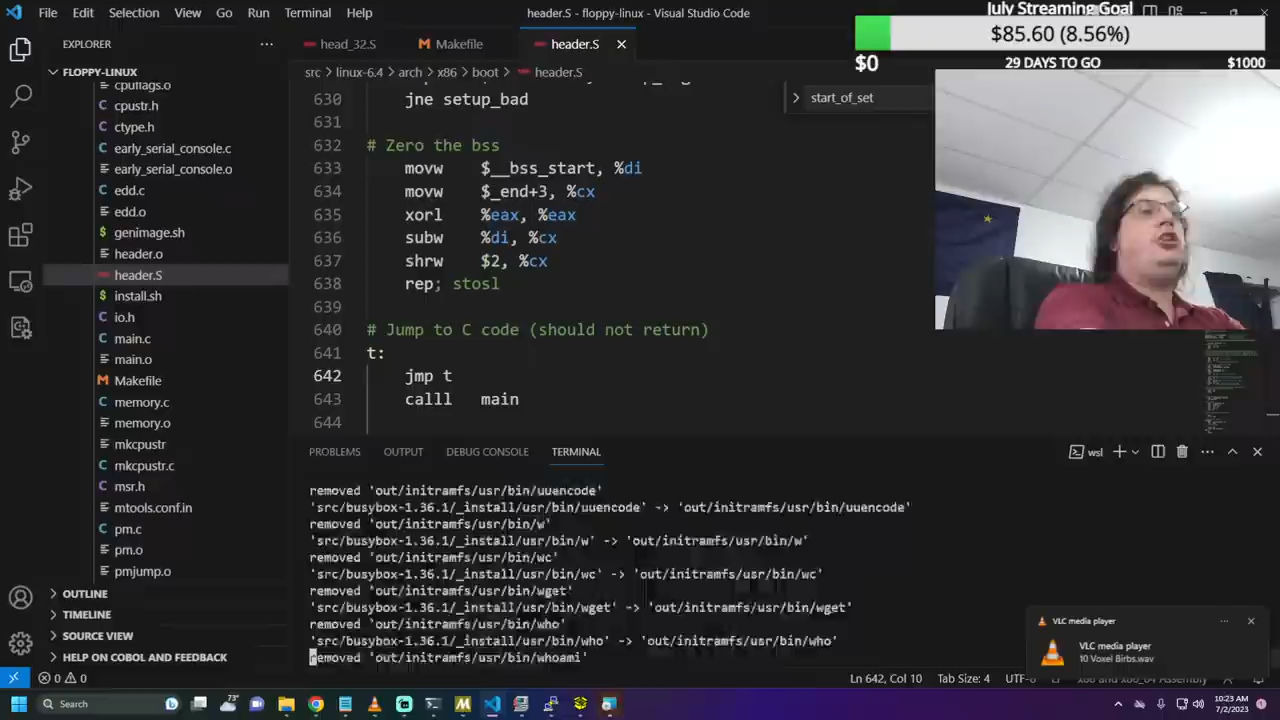 File Edit Selection View Go Run Terminal Help
header.S - floppy-linux - Visual Studio Code
July Streaming Goal
$85.60 (8.56%)
$0 29 DAYS TO GO $1000
EXPLORER
head_32.S Makefile header.S
src > linux-6.4 > arch > x86 > boot > header.S
start_of_set
FLOPPY-LINUX
cpuflags.o
cpustr.h
ctype.h
early_serial_console.c
early_serial_console.o
edd.c
edd.o
genimage.sh
header.o
header.S
install.sh
io.h
main.c
main.o
Makefile
memory.c
memory.o
mkcpustr
mkcpustr.c
msr.h
mtools.conf.in
pm.c
pm.o
pmjump.o
OUTLINE
TIMELINE
SOURCE VIEW
HELP ON COBOL AND FEEDBACK
630 jne setup_bad
631
632 # Zero the bss
633 movw $__bss_start, %di
634 movw $_end+3, %cx
635 xorl %eax, %eax
636 subw %di, %cx
637 shrw $2, %cx
638 rep; stosl
639
640 # Jump to C code (should not return)
641 t:
642 jmp t
643 calll main
644
PROBLEMS OUTPUT DEBUG CONSOLE TERMINAL
wsl
removed 'out/initramfs/usr/bin/uuencode'
'src/busybox-1.36.1/_install/usr/bin/uuencode' -> 'out/initramfs/usr/bin/uuencode'
removed 'out/initramfs/usr/bin/w'
'src/busybox-1.36.1/_install/usr/bin/w' -> 'out/initramfs/usr/bin/w'
removed 'out/initramfs/usr/bin/wc'
'src/busybox-1.36.1/_install/usr/bin/wc' -> 'out/initramfs/usr/bin/wc'
removed 'out/initramfs/usr/bin/wget'
'src/busybox-1.36.1/_install/usr/bin/wget' -> 'out/initramfs/usr/bin/wget'
removed 'out/initramfs/usr/bin/who'
'src/busybox-1.36.1/_install/usr/bin/who' -> 'out/initramfs/usr/bin/who'
removed 'out/initramfs/usr/bin/whoami'
VLC media player
VLC media player
10 Voxel Birbs.wav
0 0
Ln 642, Col 10 Tab Size: 4 x86 and x86_64 Assembly
Search
73°
10:23 AM
7/2/2023